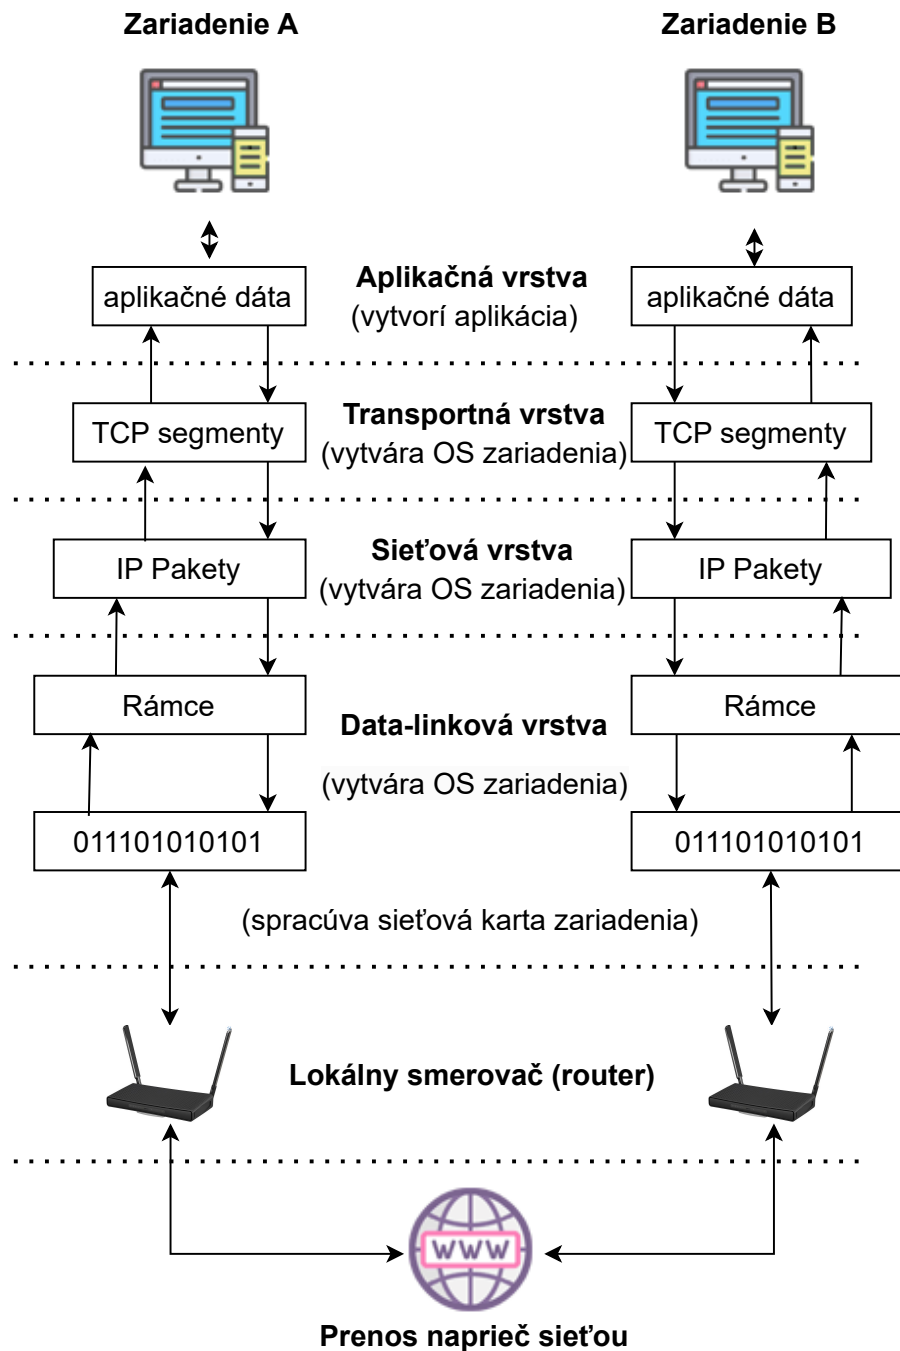 Zariadenie A
Zariadenie B
aplikačné dáta
Aplikačná vrstva
(vytvorí aplikácia)
aplikačné dáta
TCP segmenty
Transportná vrstva
(vytvára OS zariadenia)
TCP segmenty
IP Pakety
Sieťová vrstva
(vytvára OS zariadenia)
IP Pakety
Rámce
Data-linková vrstva
(vytvára OS zariadenia)
Rámce
011101010101
011101010101
(spracúva sieťová karta zariadenia)
Lokálny smerovač (router)
WWW
Prenos naprieč sieťou